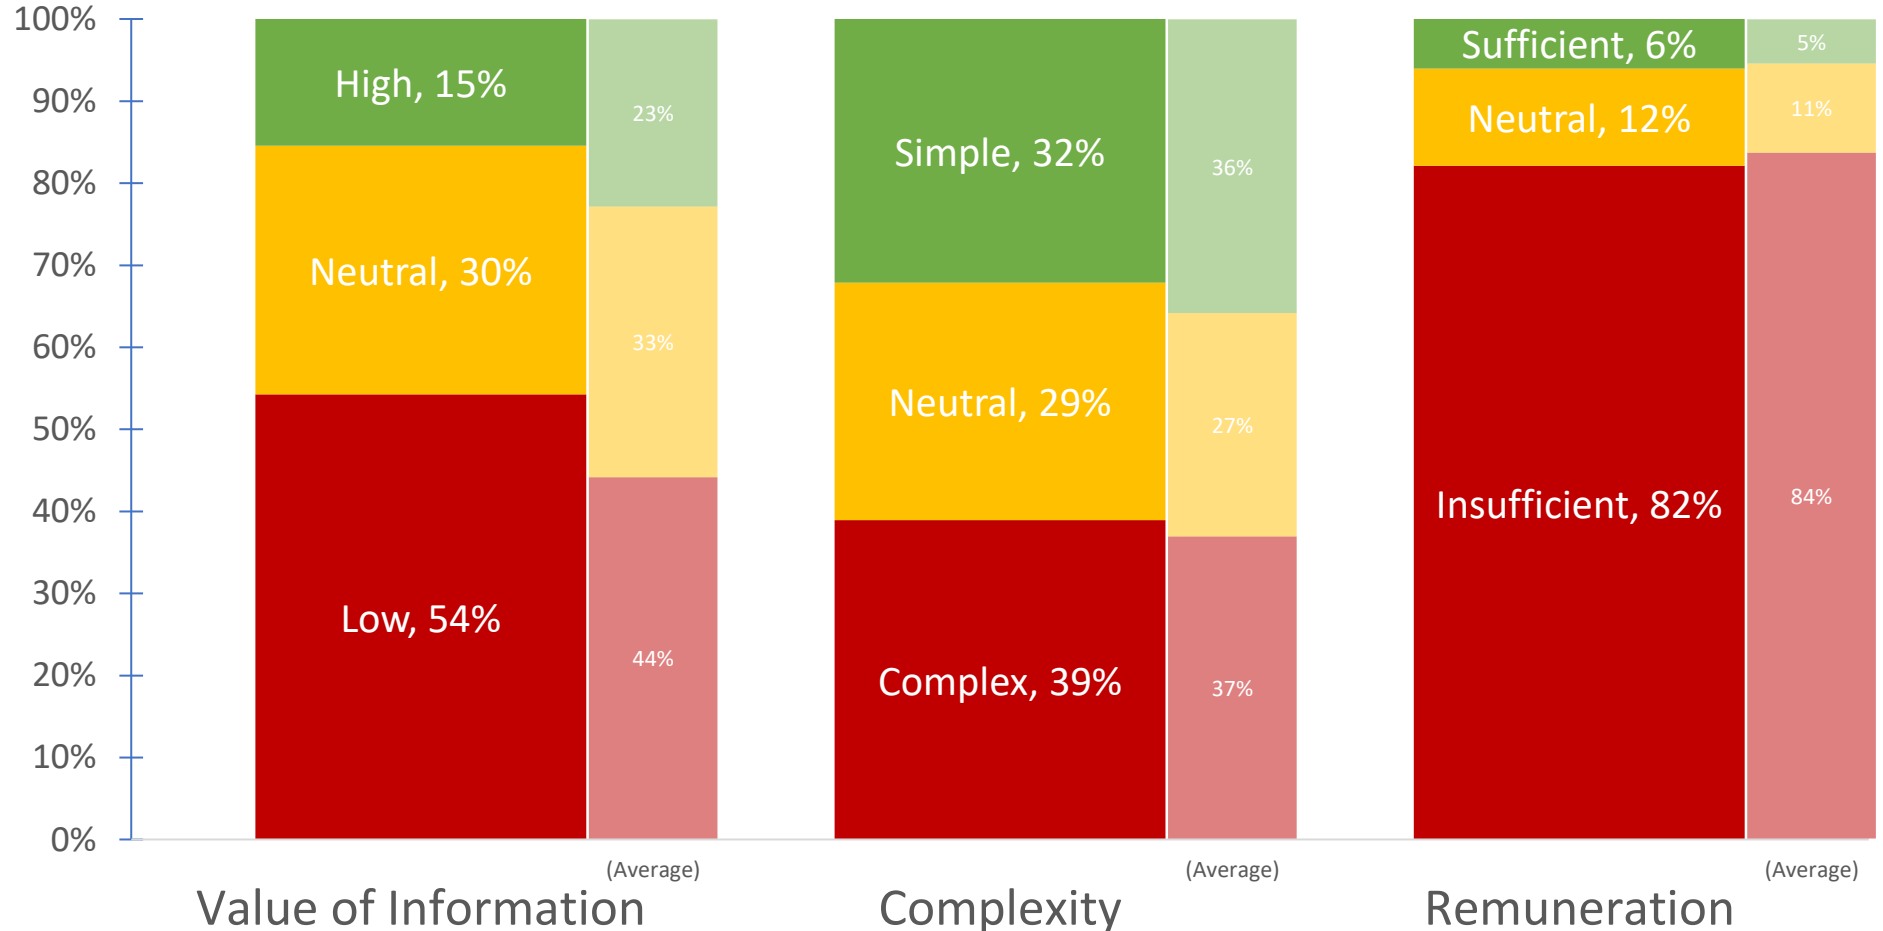 100%
90%
80%
70%
60%
50%
40%
30%
20%
10%
0%
High, 15%
Neutral, 30%
Low, 54%
23%
33%
44%
(Average)
Value of Information
Simple, 32%
Neutral, 29%
Complex, 39%
36%
27%
37%
(Average)
Complexity
Sufficient, 6%
Neutral, 12%
Insufficient, 82%
5%
11%
84%
(Average)
Remuneration